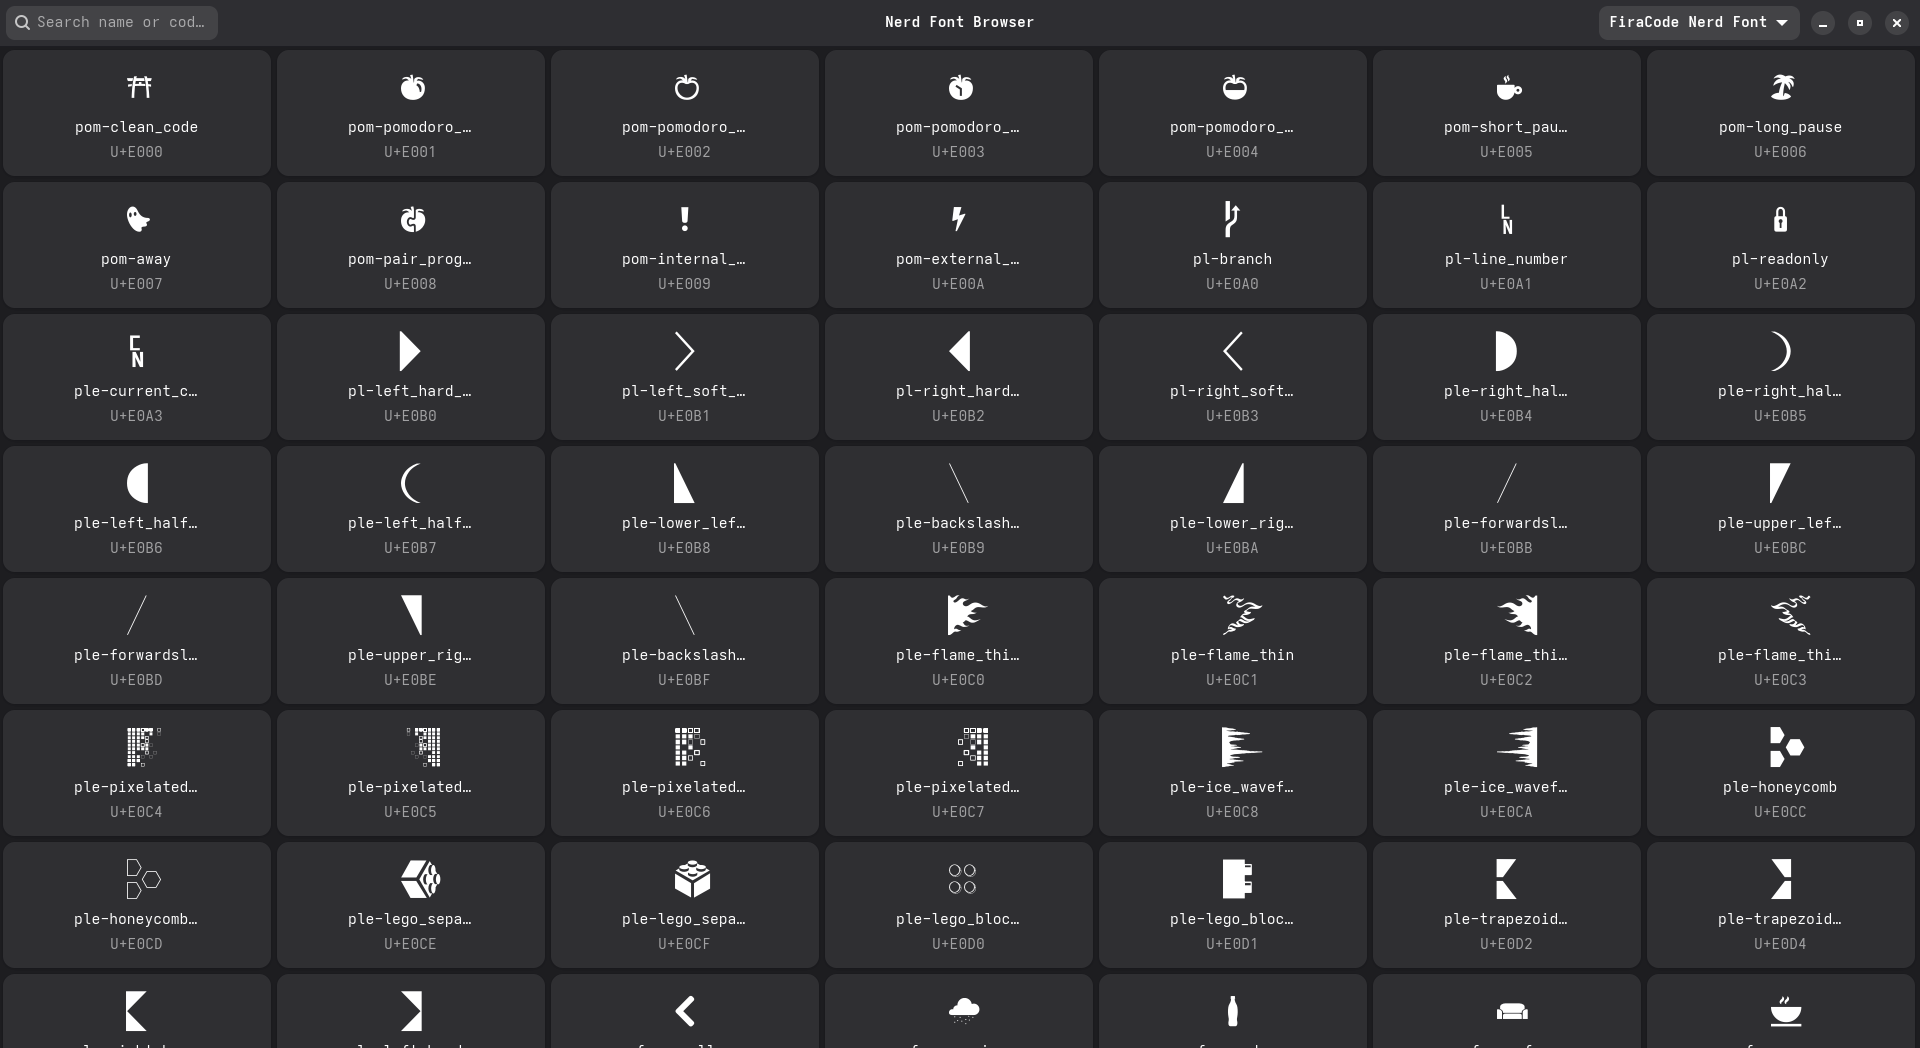 Search name or cod…
Nerd Font Browser
FiraCode Nerd Font
pom-clean_code pom-pomodoro_… pom-pomodoro_… pom-pomodoro_… pom-pomodoro_… pom-short_pau… pom-long_pause
U+E000 U+E001 U+E002 U+E003 U+E004 U+E005 U+E006
pom-away pom-pair_prog… pom-internal_… pom-external_… pl-branch pl-line_number pl-readonly
U+E007 U+E008 U+E009 U+E00A U+E0A0 U+E0A1 U+E0A2
ple-current_c… pl-left_hard_… pl-left_soft_… pl-right_hard… pl-right_soft… ple-right_hal… ple-right_hal…
U+E0A3 U+E0B0 U+E0B1 U+E0B2 U+E0B3 U+E0B4 U+E0B5
ple-left_half… ple-left_half… ple-lower_lef… ple-backslash… ple-lower_rig… ple-forwardsl… ple-upper_lef…
U+E0B6 U+E0B7 U+E0B8 U+E0B9 U+E0BA U+E0BB U+E0BC
ple-forwardsl… ple-upper_rig… ple-backslash… ple-flame_thi… ple-flame_thin ple-flame_thi… ple-flame_thi…
U+E0BD U+E0BE U+E0BF U+E0C0 U+E0C1 U+E0C2 U+E0C3
ple-pixelated… ple-pixelated… ple-pixelated… ple-pixelated… ple-ice_wavef… ple-ice_wavef… ple-honeycomb
U+E0C4 U+E0C5 U+E0C6 U+E0C7 U+E0C8 U+E0CA U+E0CC
ple-honeycomb… ple-lego_sepa… ple-lego_sepa… ple-lego_bloc… ple-lego_bloc… ple-trapezoid… ple-trapezoid…
U+E0CD U+E0CE U+E0CF U+E0D0 U+E0D1 U+E0D2 U+E0D4